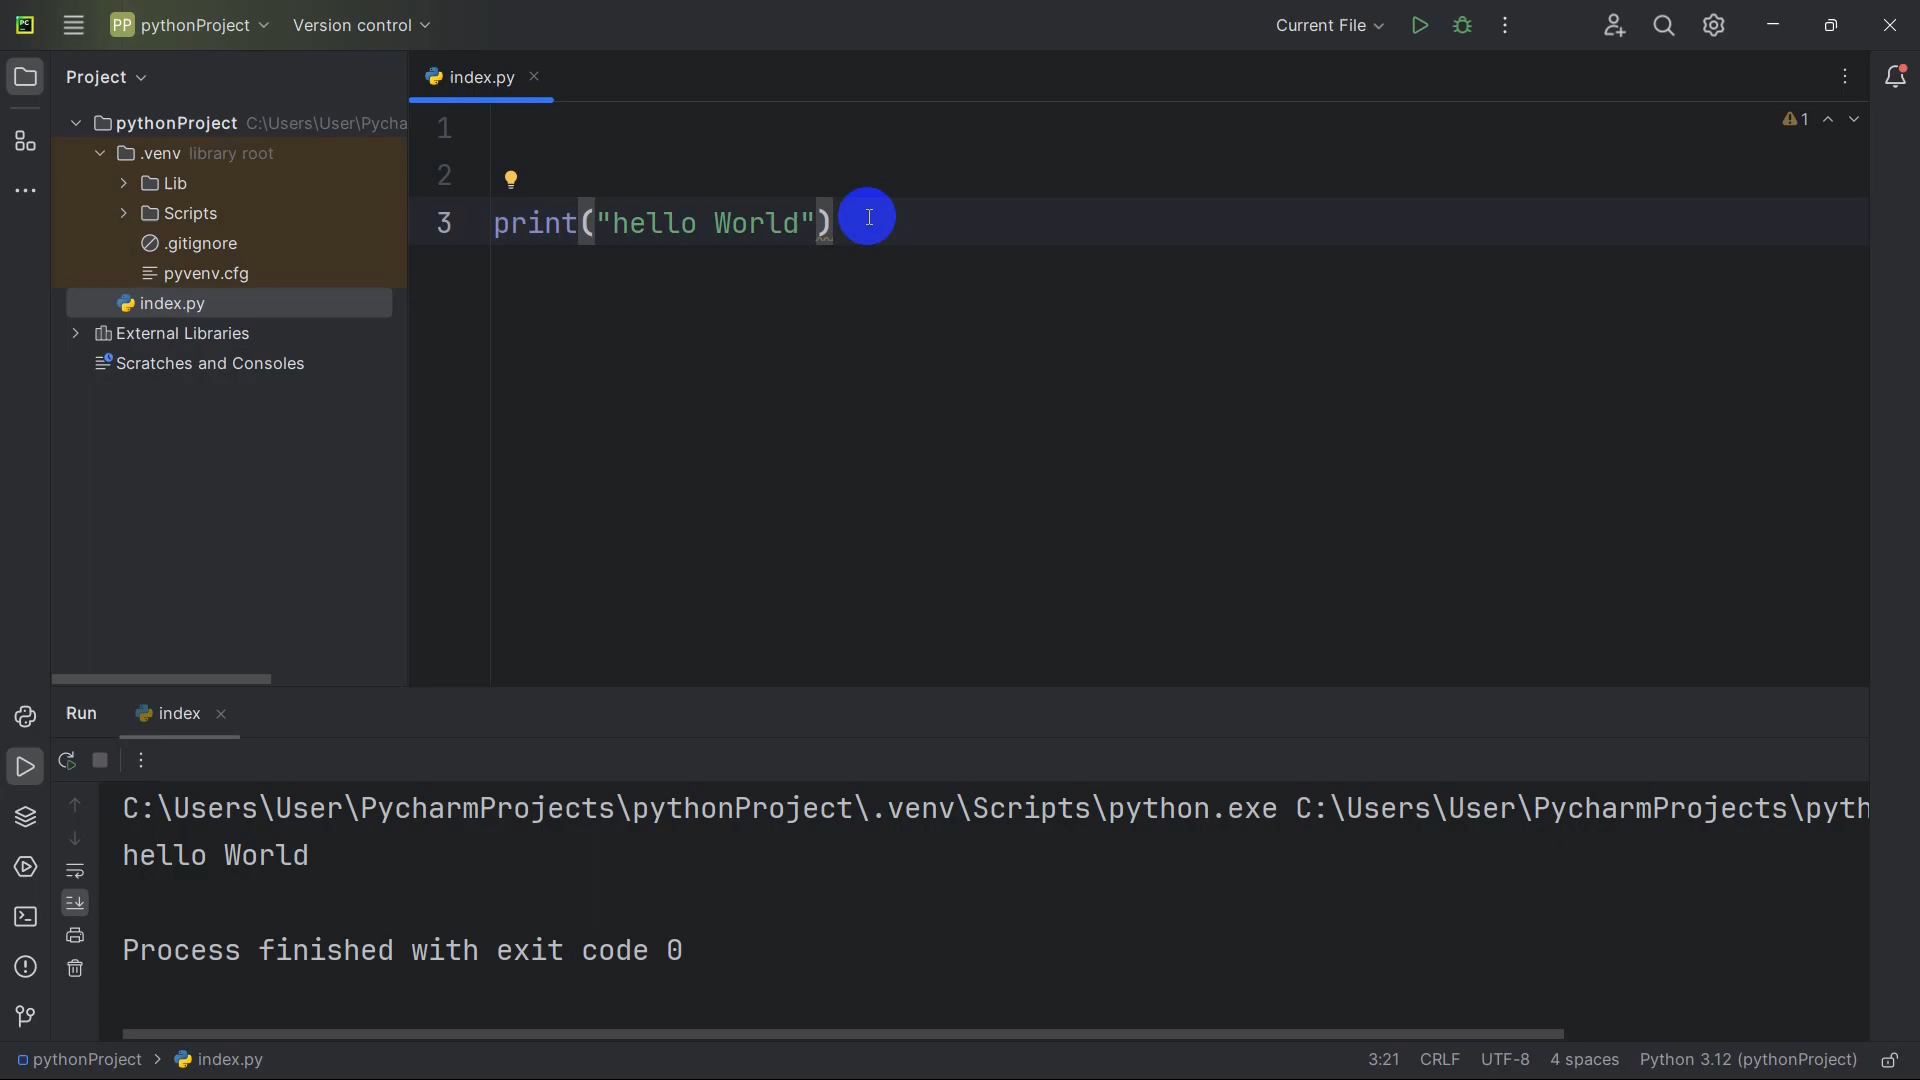 PC
PP pythonProject Version control Current File
Project
index.py
pythonProject C:\Users\User\Pycha
.venv library root
Lib
Scripts
.gitignore
pyvenv.cfg
index.py
External Libraries
Scratches and Consoles
1
1
2
3 print("hello World")
Run index
C:\Users\User\PycharmProjects\pythonProject\.venv\Scripts\python.exe C:\Users\User\PycharmProjects\pyth
hello World
Process finished with exit code 0
pythonProject index.py 3:21 CRLF UTF-8 4 spaces Python 3.12 (pythonProject)